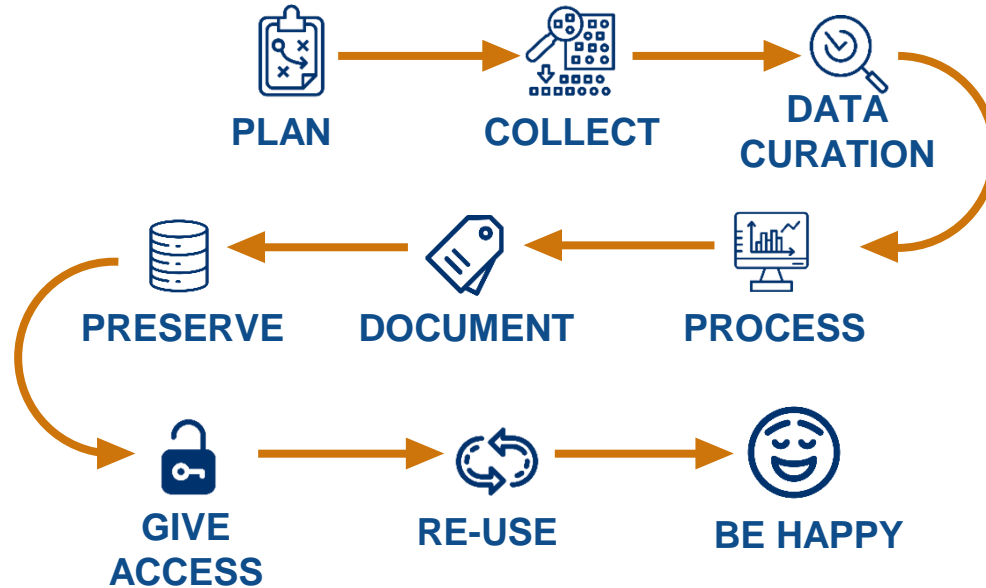 PLAN
COLLECT
DATA
CURATION
PROCESS
DOCUMENT
PRESERVE
GIVE
ACCESS
RE-USE
BE HAPPY